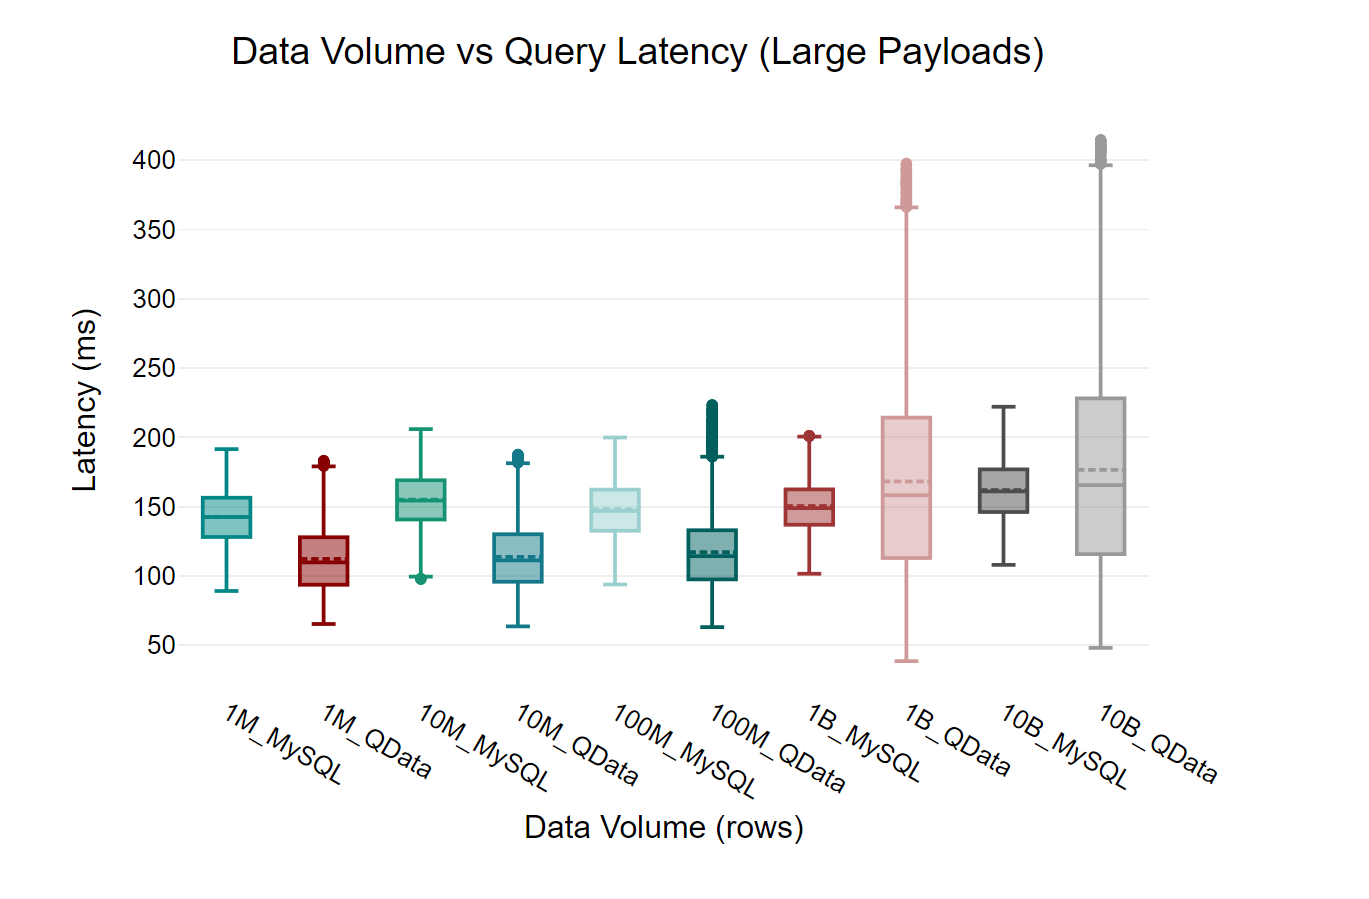 Data Volume vs Query Latency (Large Payloads)
Latency (ms)
400
350
300
250
200
150
100
50
1M_MySQL
1M_QData
10M_MySQL
10M_QData
100M_MySQL
100M_QData
1B_MySQL
1B_QData
10B_MySQL
10B_QData
Data Volume (rows)